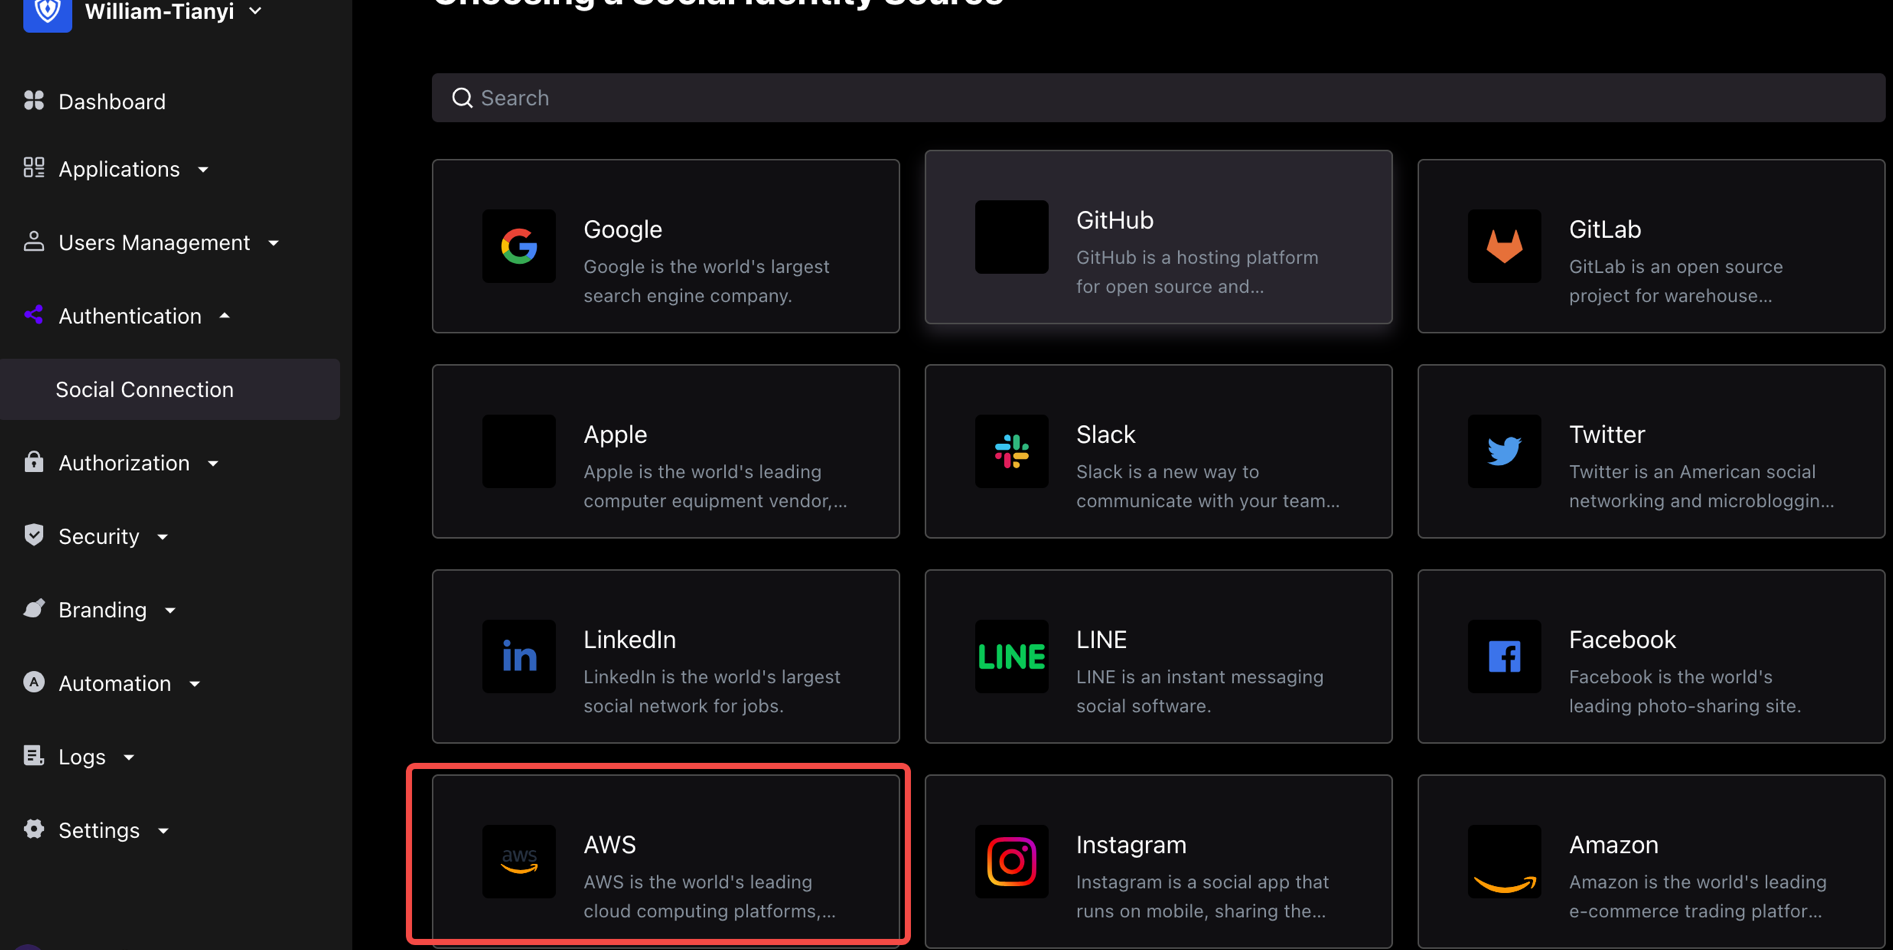 William-Tianyi
Choosing a Social Identity Source
Dashboard
Applications
Users Management
Authentication
Social Connection
Authorization
Security
Branding
Automation
Logs
Settings
Search
Google
Google is the world's largest
search engine company.
GitHub
GitHub is a hosting platform
for open source and...
GitLab
GitLab is an open source
project for warehouse...
Apple
Apple is the world's leading
computer equipment vendor,...
Slack
Slack is a new way to
communicate with your team...
Twitter
Twitter is an American social
networking and microbloggin...
in
LinkedIn
LinkedIn is the world's largest
social network for jobs.
LINE
LINE
LINE is an instant messaging
social software.
Facebook
Facebook is the world's
leading photo-sharing site.
aws
AWS
AWS is the world's leading
cloud computing platforms,...
Instagram
Instagram is a social app that
runs on mobile, sharing the...
Amazon
Amazon is the world's leading
e-commerce trading platfor...